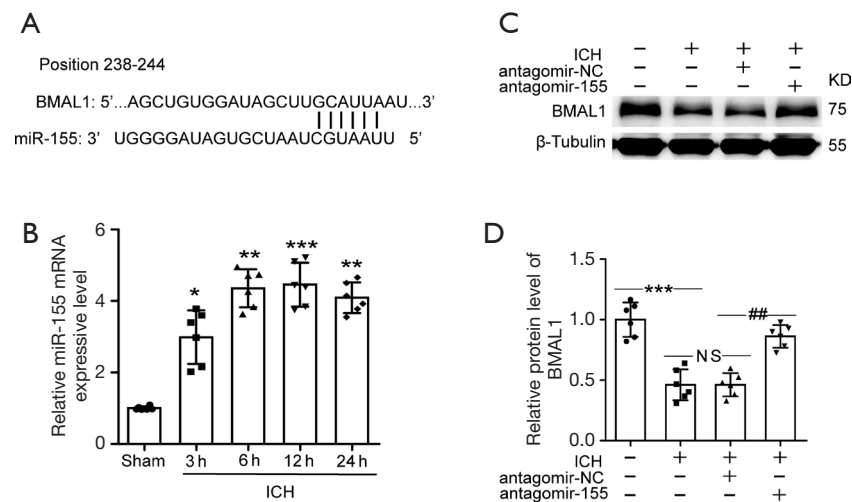 A
Position 238-244
BMAL1: 5’...AGCUGUGGAUAGCUUGCAUUAAU...3’
miR-155: 3’ UGGGGAUAGUGCUAAUCGUAAUU 5’
B
Relative miR-155 mRNA
expressive level
6
4
2
0
*
**
***
**
Sham 3 h 6 h 12 h 24 h
ICH
C
ICH − + + +
antagomir-NC − − + −
antagomir-155 − − − +
KD
BMAL1 75
β-Tubulin 55
D
Relative protein level of
BMAL1
1.5
1.0
0.5
0.0
***
NS
##
ICH − + + +
antagomir-NC − − + −
antagomir-155 − − − +